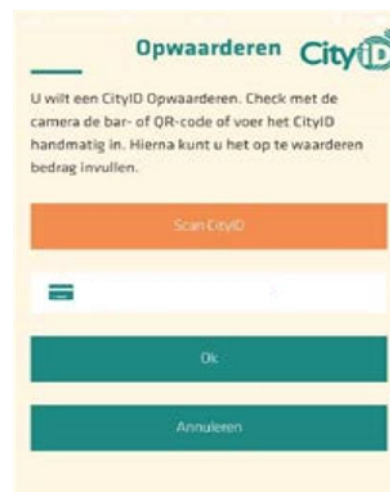 Opwaarderen CityiD
U wilt een CityID Opwaarderen. Check met de
camera de bar- of QR-code of voer het CityID
handmatig in. Hierna kunt u het op te waarderen
bedrag invullen.
Scan CityID
Ok
Annuleren